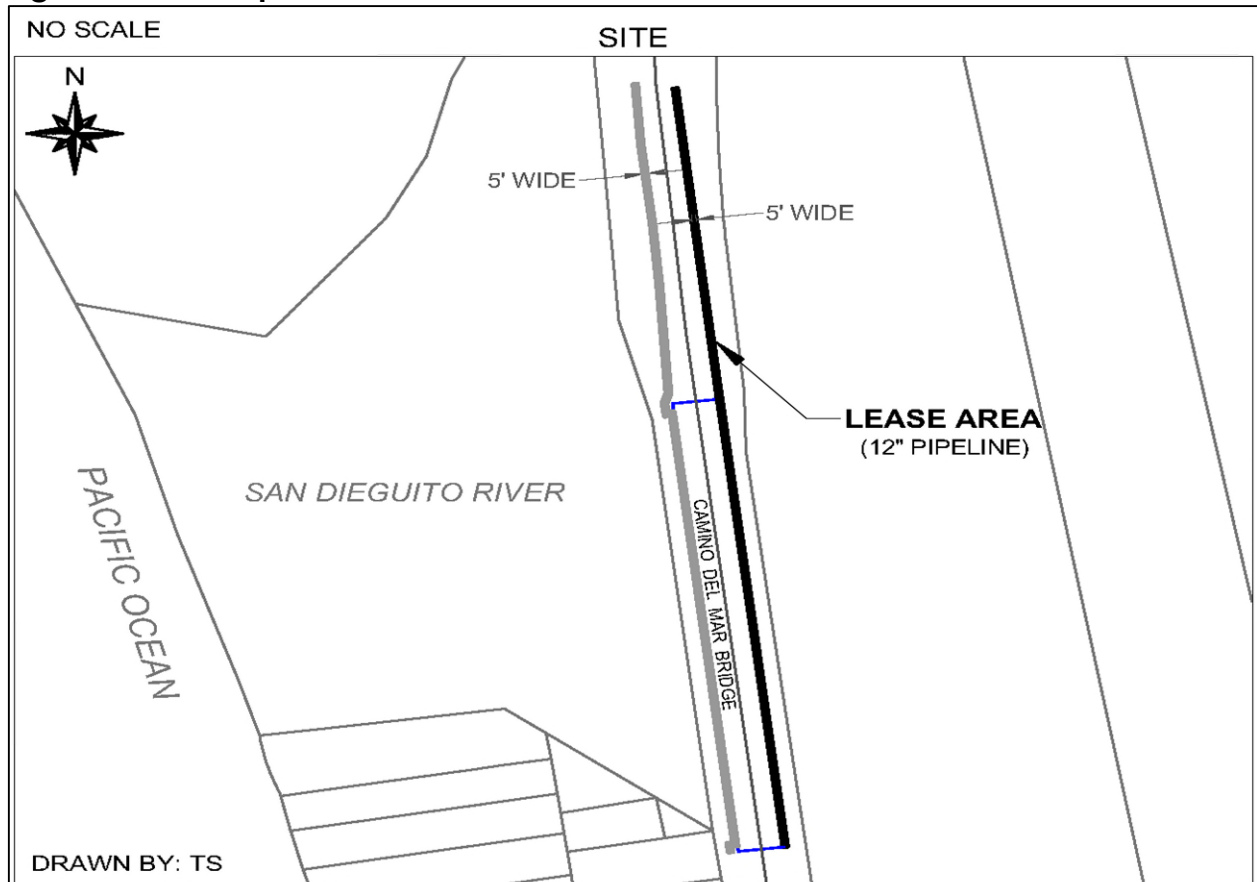 NO SCALE
SITE
N
5' WIDE
5' WIDE
LEASE AREA
(12" PIPELINE)
SAN DIEGUITO RIVER
PACIFIC OCEAN
CAMINO DEL MAR BRIDGE
DRAWN BY: TS